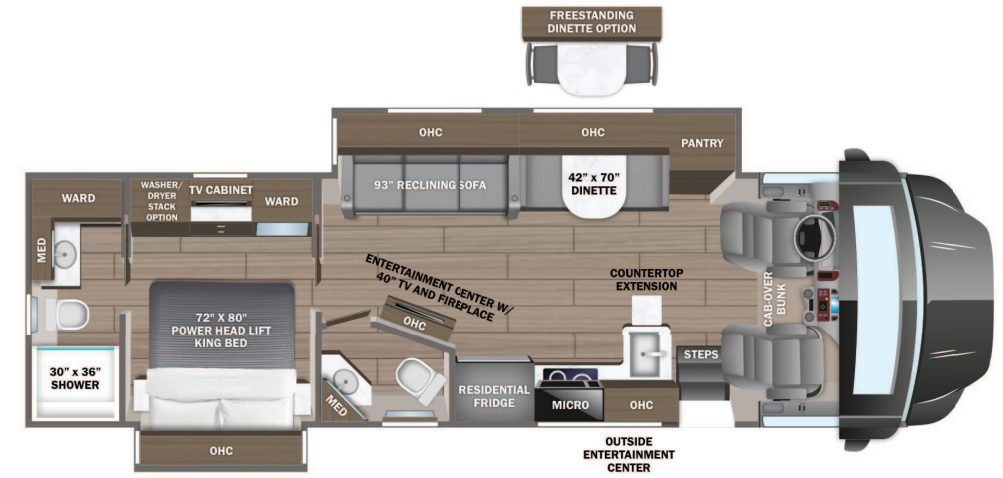 FREESTANDING
DINETTE OPTION
OHC
OHC
PANTRY
93” RECLINING SOFA
42” x 70”
DINETTE
WARD
WASHER/
DRYER
STACK
OPTION
TV CABINET
WARD
MED
ENTERTAINMENT CENTER W/
40” TV AND FIREPLACE
OHC
COUNTERTOP
EXTENSION
CAB-OVER
BUNK
72" X 80"
POWER HEAD LIFT
KING BED
30” x 36”
SHOWER
MED
RESIDENTIAL
FRIDGE
MICRO
OHC
STEPS
OHC
OUTSIDE
ENTERTAINMENT
CENTER